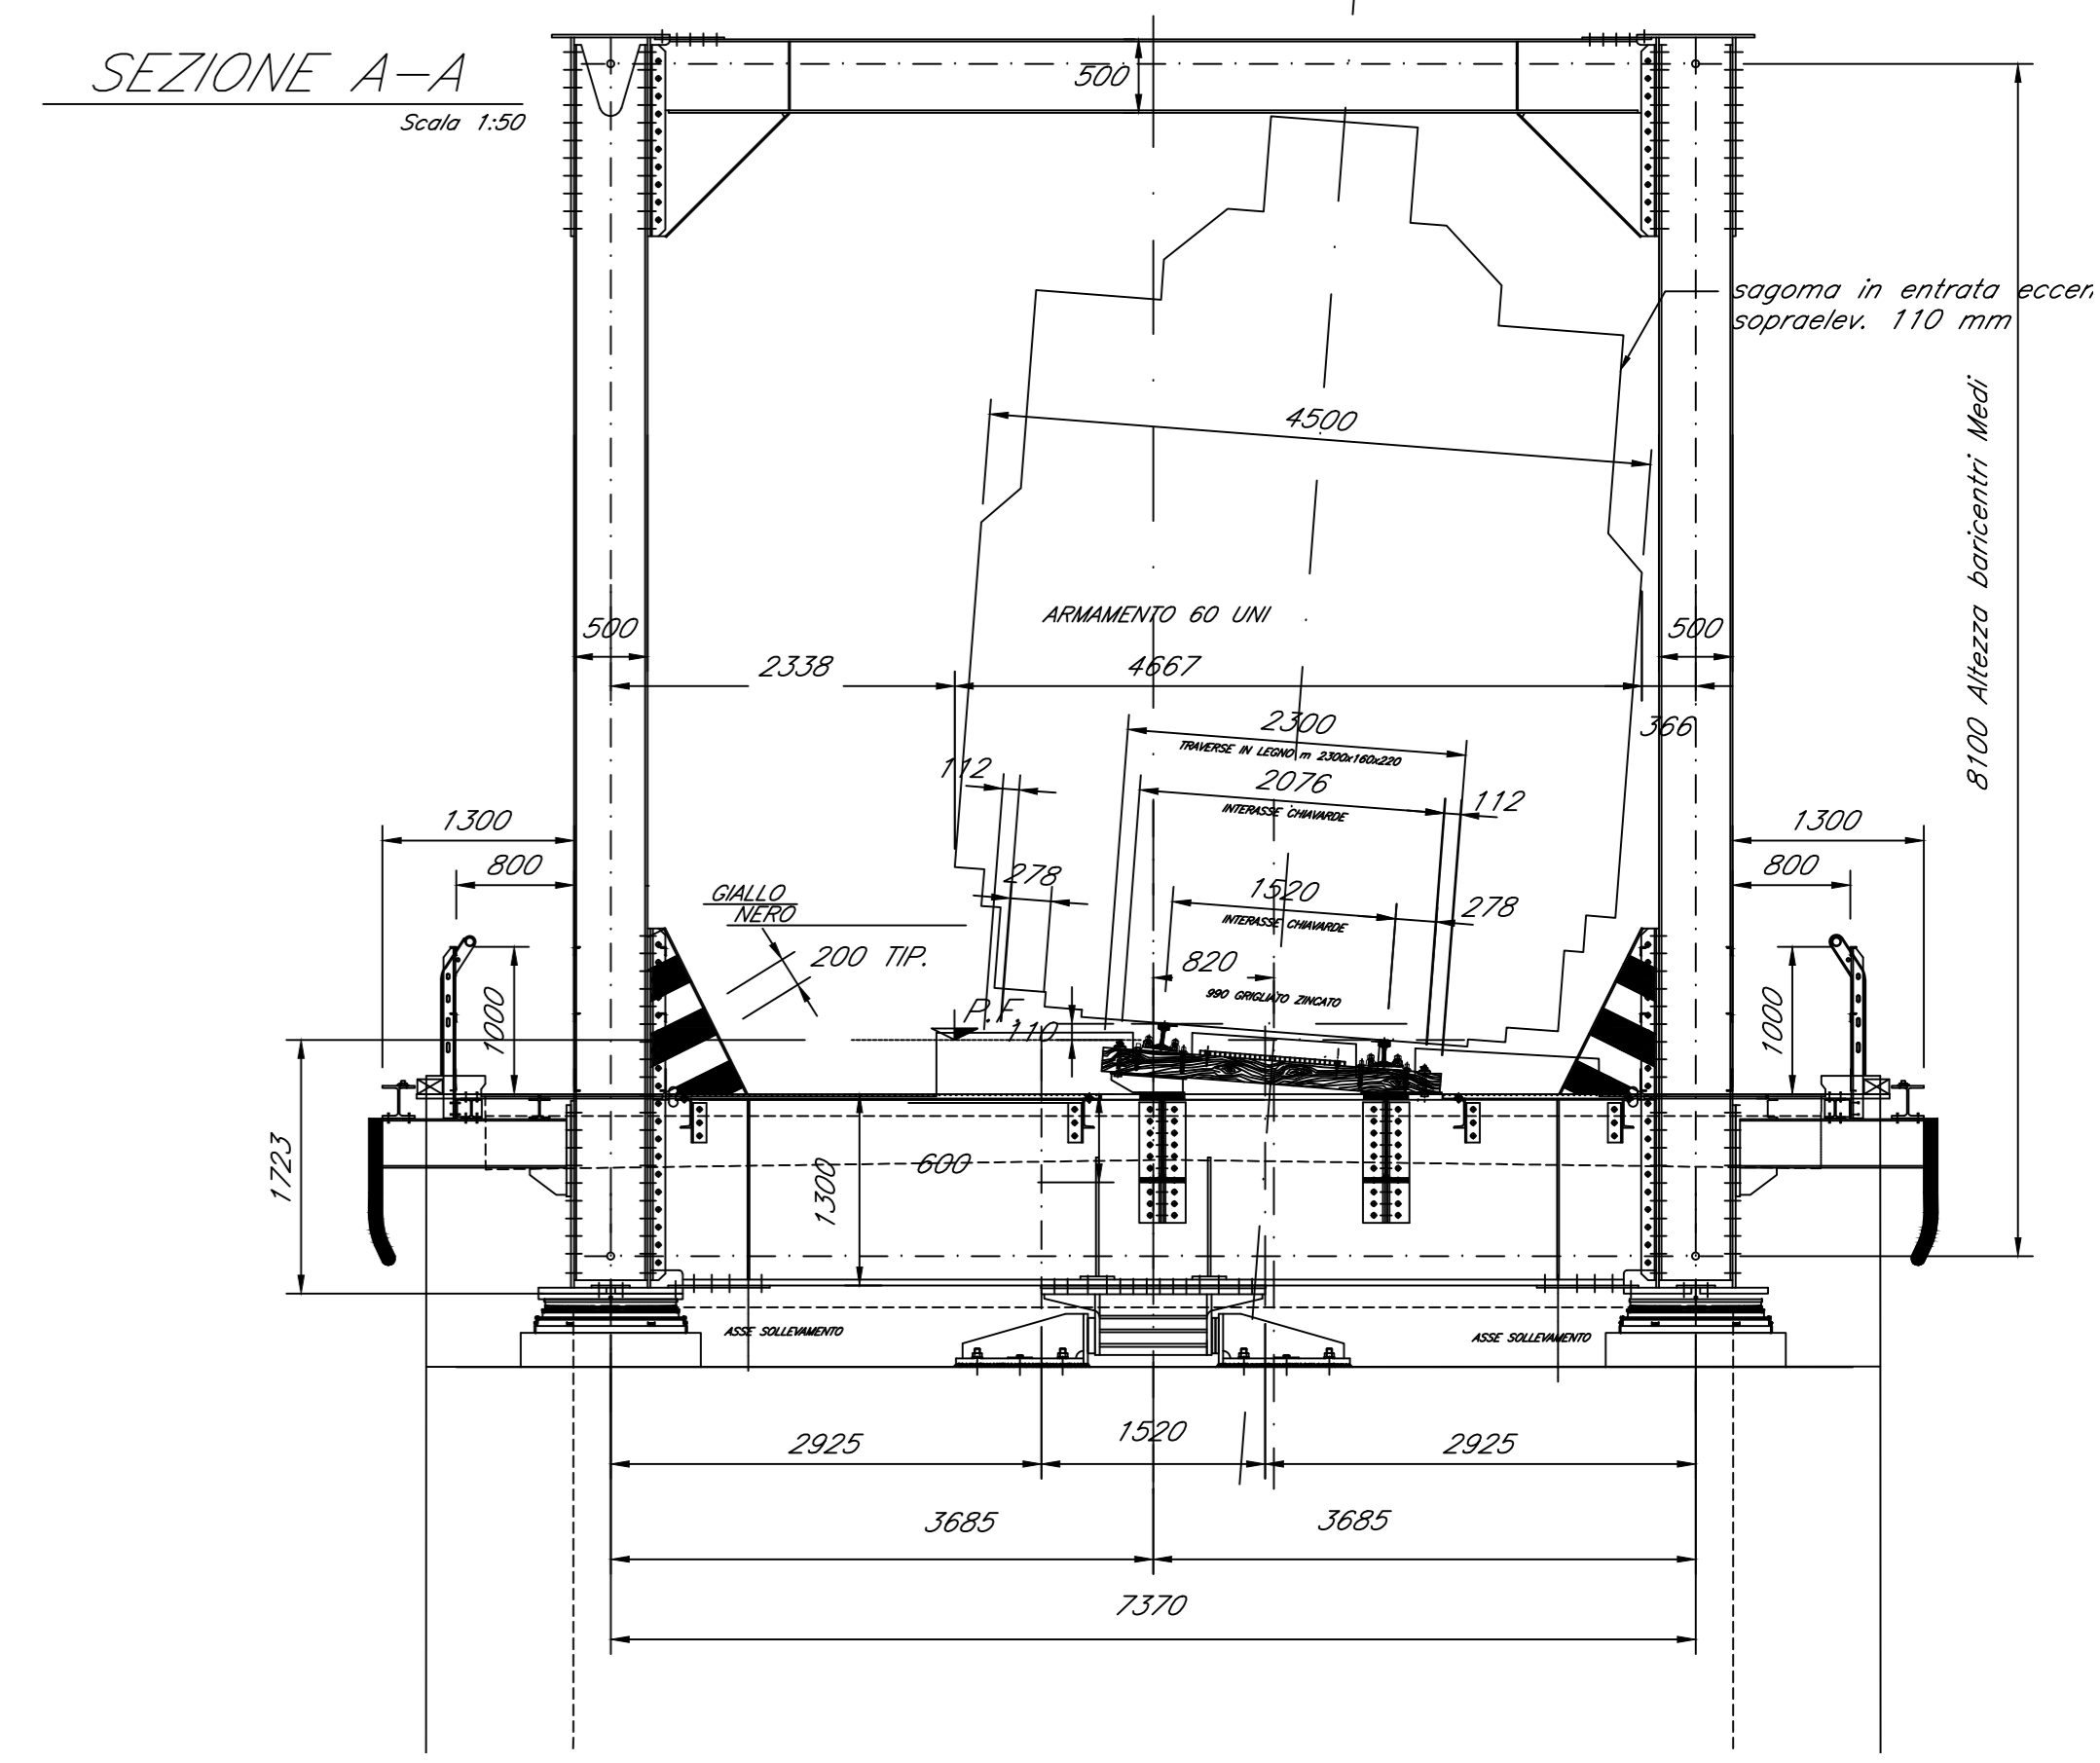 SEZIONE A-A
Scala 1:50
500
sagoma in entrata eccen
sopraelev. 110 mm
4500
8100 Altezza baricentri Medi
ARMAMENTO 60 UNI
500
500
2338
4667
366
2300
TRAVERSE IN LEGNO m 2300x160x220
112
2076
112
INTERASSE CHIAVARDE
1300
1300
800
800
278
1520
278
INTERASSE CHIAVARDE
GIALLO
NERO
200 TIP.
820
990 GRIGLIATO ZINCATO
1000
1000
P.F.
110
1723
1300
600
ASSE SOLLEVAMENTO
ASSE SOLLEVAMENTO
2925
1520
2925
3685
3685
7370